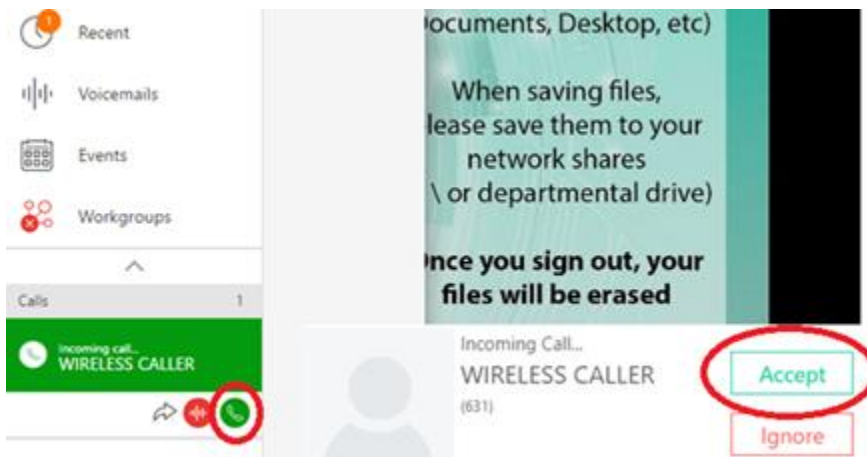 1
Recent
Voicemails
Events
Workgroups
Calls 1
Incoming call...
WIRELESS CALLER
Documents, Desktop, etc)
When saving files,
lease save them to your
network shares
\ or departmental drive)
nce you sign out, your
files will be erased
Incoming Call...
WIRELESS CALLER
(631)
Accept
Ignore